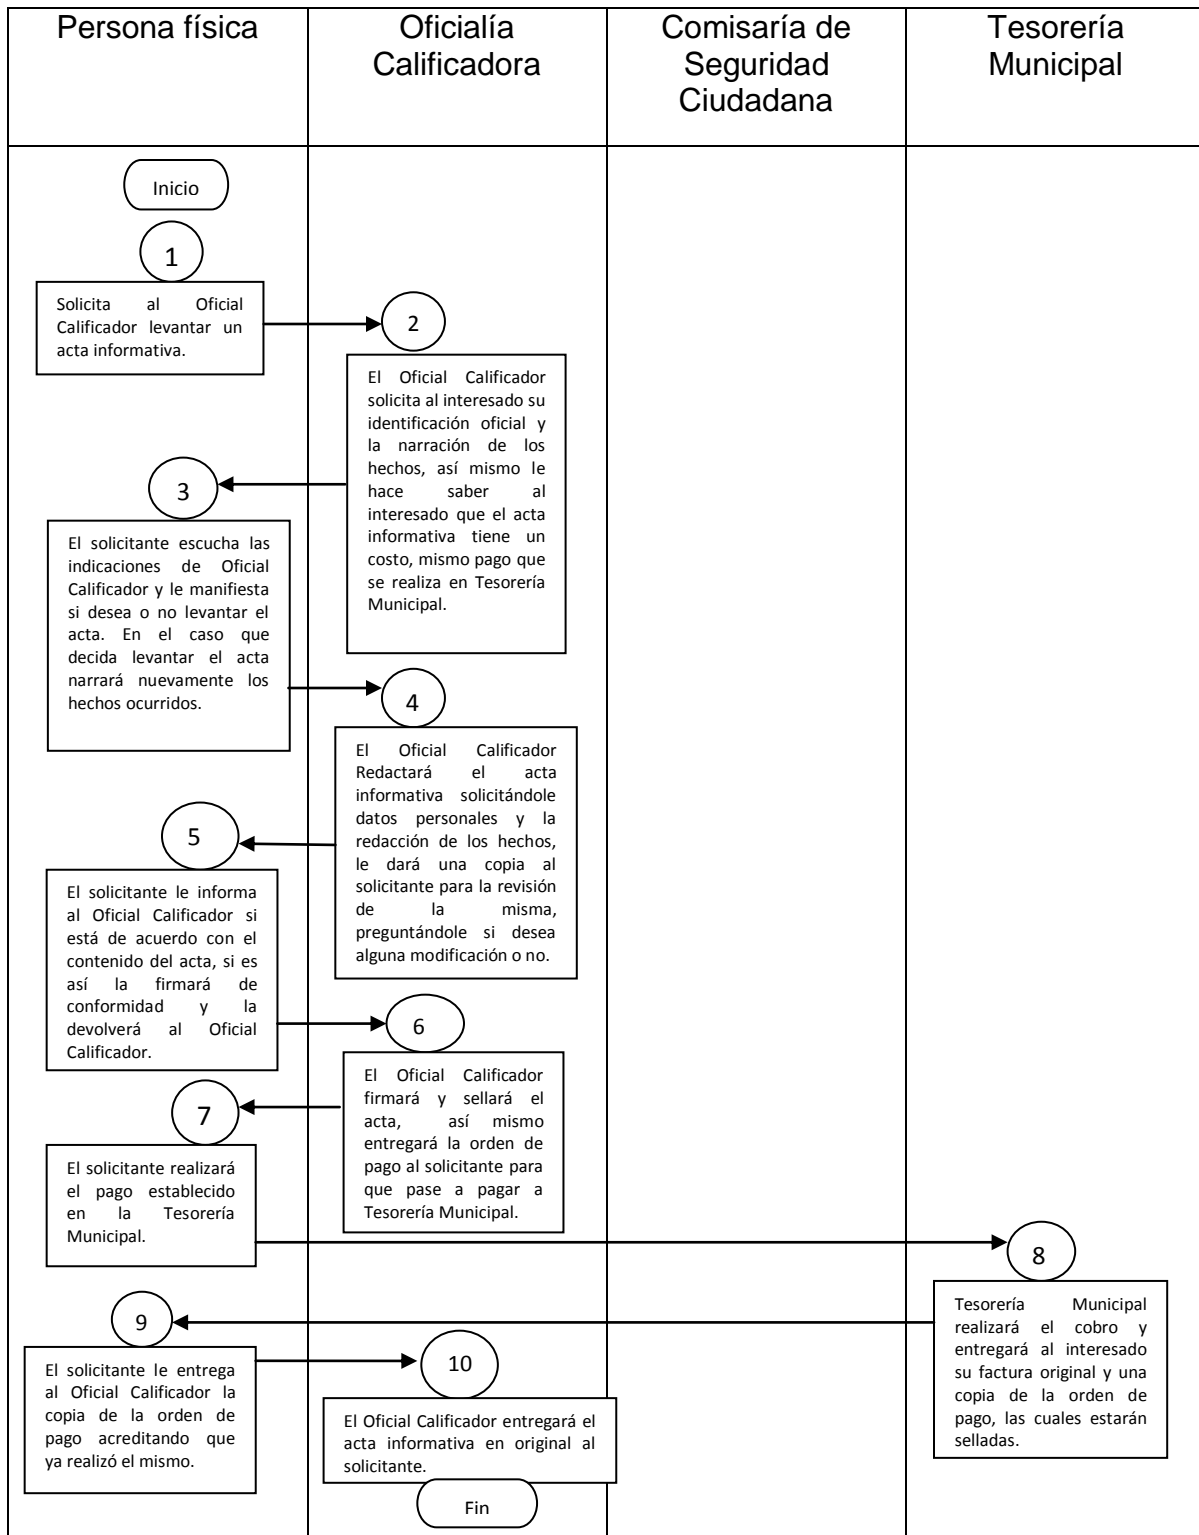 Persona física
Oficialía
Calificadora
Comisaría de
Seguridad
Ciudadana
Tesorería
Municipal
Inicio
1
Solicita al Oficial
Calificador levantar un
acta informativa.
2
El Oficial Calificador
solicita al interesado su
identificación oficial y
la narración de los
hechos, así mismo le
hace saber al
interesado que el acta
informativa tiene un
costo, mismo pago que
se realiza en Tesorería
Municipal.
3
El solicitante escucha las
indicaciones de Oficial
Calificador y le manifiesta
si desea o no levantar el
acta. En el caso que
decida levantar el acta
narrará nuevamente los
hechos ocurridos.
4
El Oficial Calificador
Redactará el acta
informativa solicitándole
datos personales y la
redacción de los hechos,
le dará una copia al
solicitante para la revisión
de la misma,
preguntándole si desea
alguna modificación o no.
5
El solicitante le informa
al Oficial Calificador si
está de acuerdo con el
contenido del acta, si es
así la firmará de
conformidad y la
devolverá al Oficial
Calificador.
6
El Oficial Calificador
firmará y sellará el
acta, así mismo
entregará la orden de
pago al solicitante para
que pase a pagar a
Tesorería Municipal.
7
El solicitante realizará
el pago establecido
en la Tesorería
Municipal.
8
Tesorería Municipal
realizará el cobro y
entregará al interesado
su factura original y una
copia de la orden de
pago, las cuales estarán
selladas.
9
El solicitante le entrega
al Oficial Calificador la
copia de la orden de
pago acreditando que
ya realizó el mismo.
10
El Oficial Calificador entregará el
acta informativa en original al
solicitante.
Fin